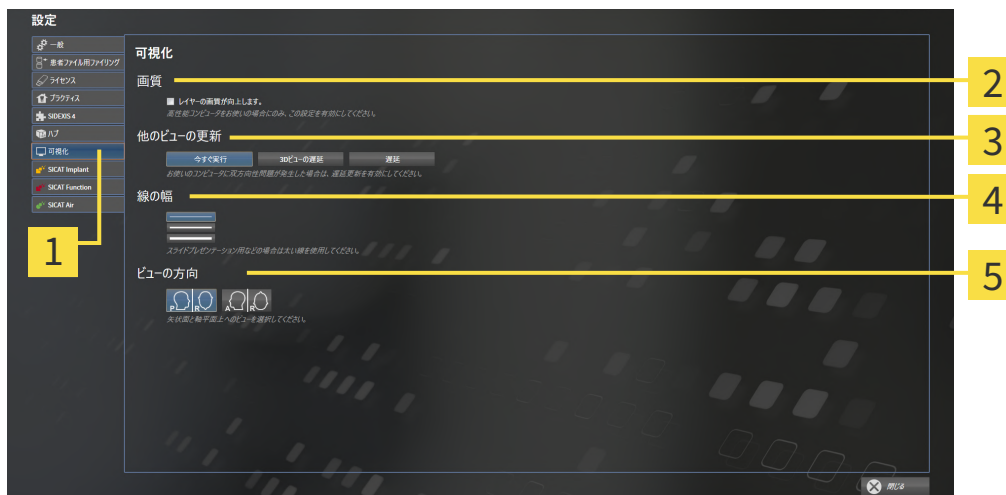 設定
一般
患者ファイル用ファイリング
ライセンス
プラクティス
SIDEXIS 4
ハブ
可視化
SICAT Implant
SICAT Function
SICAT Air
1
可視化
画質
レイヤーの画質が向上します。
高性能コンピュータをお使いの場合にのみ、この設定を有効にしてください。
2
他のビューの更新
今すぐ実行 3Dビューの遅延 遅延
お使いのコンピュータに双方向性問題が発生した場合は、遅延更新を有効にしてください。
3
線の幅
スライドプレゼンテーション用などの場合は太い線を使用してください。
4
ビューの方向
P R A R
矢状面と軸平面上へのビューを選択してください。
5
閉じる